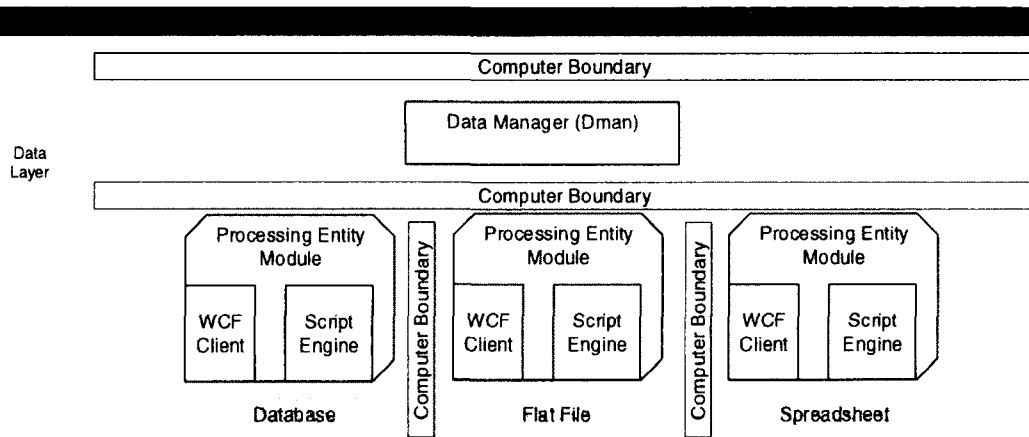 Computer Boundary
Data Manager (Dman)
Data
Layer
Computer Boundary
Processing Entity
Module
WCF
Client
Script
Engine
Database
Computer Boundary
Processing Entity
Module
WCF
Client
Script
Engine
Flat File
Computer Boundary
Processing Entity
Module
WCF
Client
Script
Engine
Spreadsheet